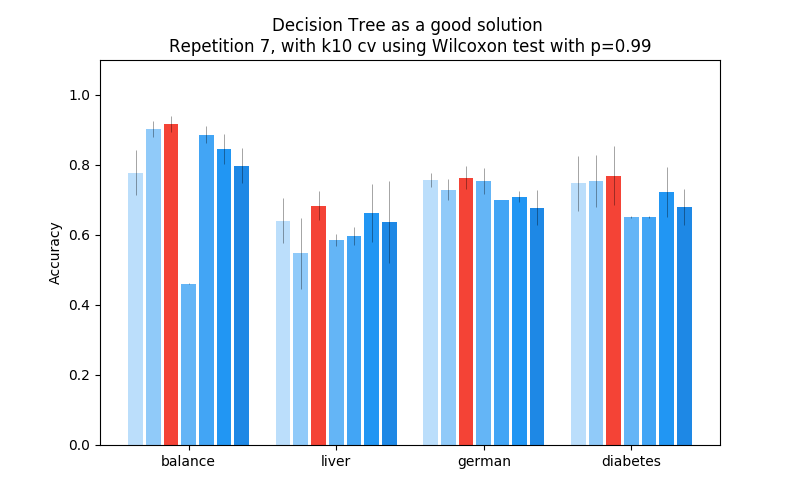 Decision Tree as a good solution
Repetition 7, with k10 cv using Wilcoxon test with p=0.99
1.0
0.8
0.6
0.4
0.2
0.0
Accuracy
balance
liver
german
diabetes